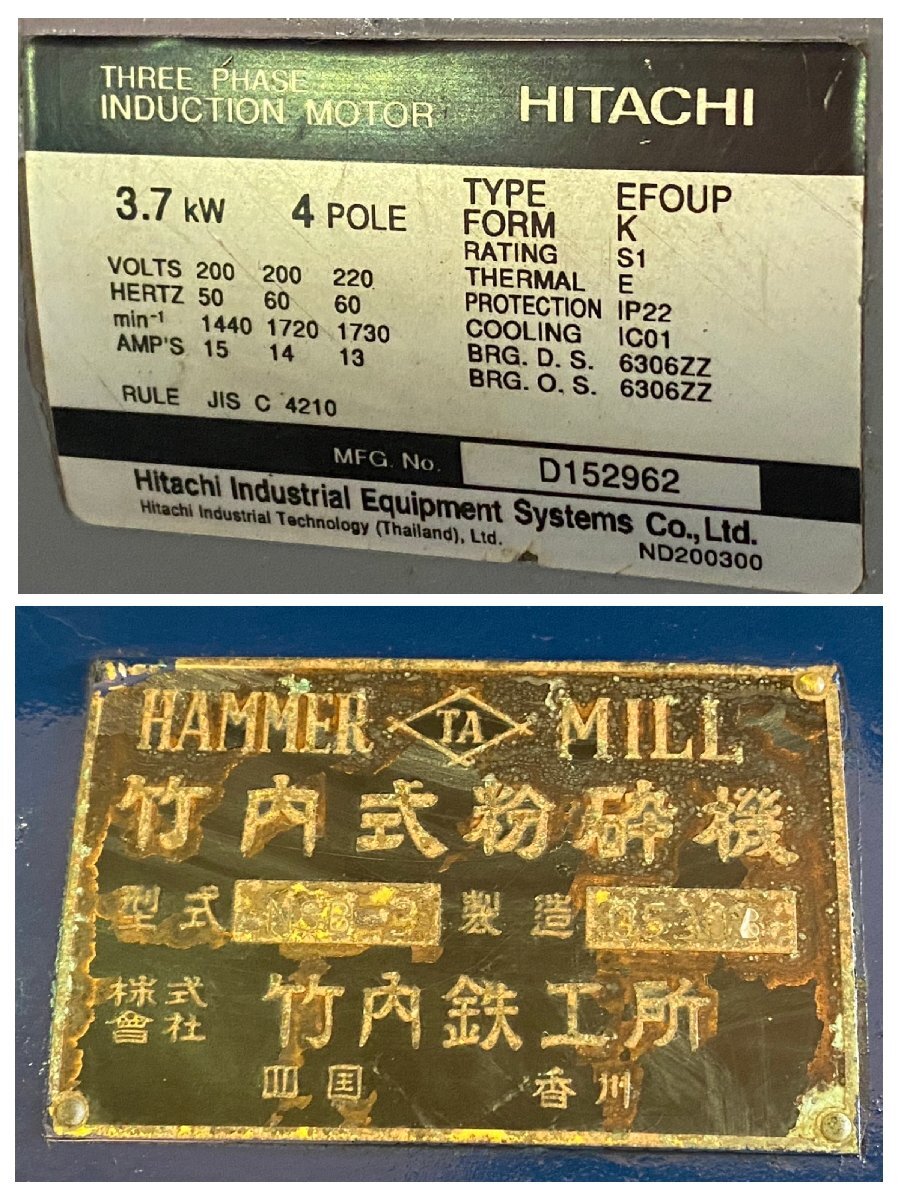 THREE PHASE
INDUCTION MOTOR HITACHI
3.7 kW 4 POLE
VOLTS 200 200 220
HERTZ 50 60 60
min-1 1440 1720 1730
AMP'S 15 14 13
RULE JIS C 4210
TYPE EFOUP
FORM K
RATING S1
THERMAL E
PROTECTION IP22
COOLING IC01
BRG. D. S. 6306ZZ
BRG. O. S. 6306ZZ
MFG. No. D152962
Hitachi Industrial Equipment Systems Co.,Ltd.
Hitachi Industrial Technology (Thailand), Ltd.
ND200300
HAMMER TA MILL
竹内式粉砕機
型式 製造
株式會社 竹内鉄工所
四国 香川